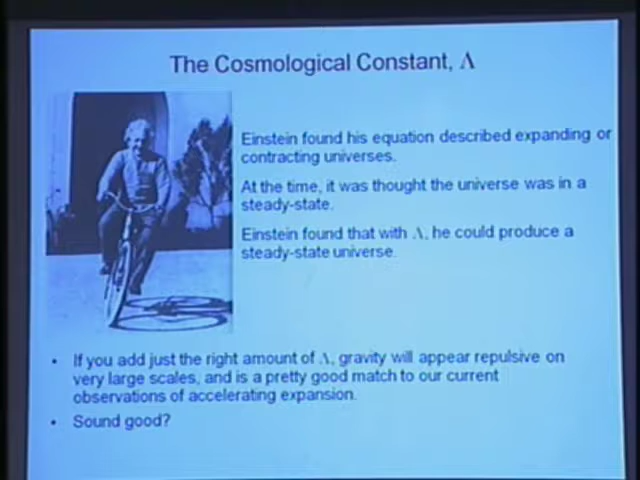 The Cosmological Constant, Λ
Einstein found his equation described expanding or
contracting universes.
At the time, it was thought the universe was in a
steady-state.
Einstein found that with Λ, he could produce a
steady-state universe.
• If you add just the right amount of Λ, gravity will appear repulsive on
very large scales, and is a pretty good match to our current
observations of accelerating expansion.
• Sound good?